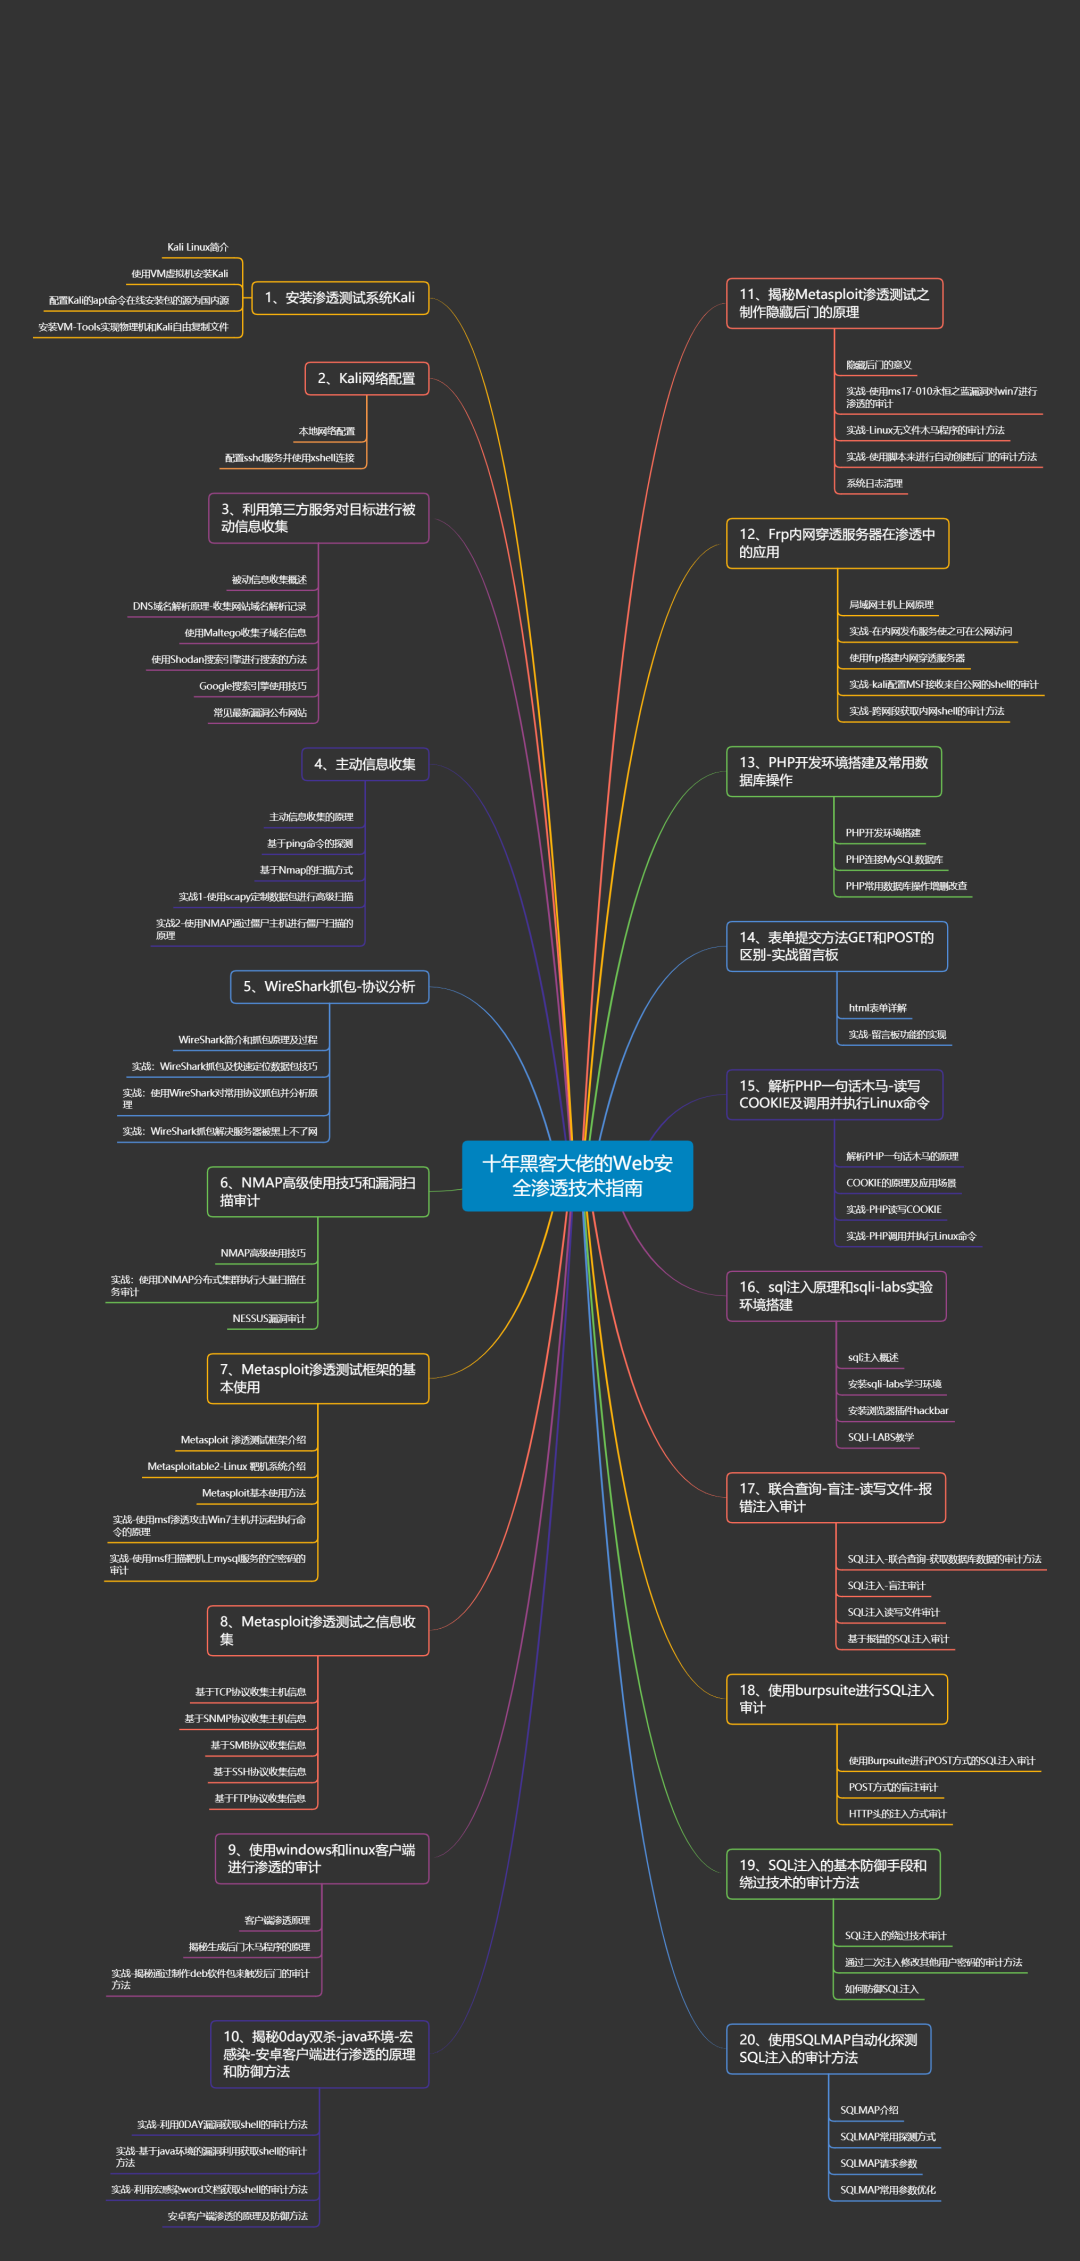 十年黑客大佬的Web安
全渗透技术指南
1、安装渗透测试系统Kali
Kali Linux简介
使用VM虚拟机安装Kali
配置Kali的apt命令在线安装包的源为国内源
安装VM-Tools实现物理机和Kali自由复制文件
2、Kali网络配置
本地网络配置
配置sshd服务并使用xshell连接
3、利用第三方服务对目标进行被
动信息收集
被动信息收集概述
DNS域名解析原理-收集网站域名解析记录
使用Maltego收集子域名信息
使用Shodan搜索引擎进行搜索的方法
Google搜索引擎使用技巧
常见最新漏洞公布网站
4、主动信息收集
主动信息收集的原理
基于ping命令的探测
基于Nmap的扫描方式
实战1-使用scapy定制数据包进行高级扫描
实战2-使用NMAP通过僵尸主机进行僵尸扫描的
原理
5、WireShark抓包-协议分析
WireShark简介和抓包原理及过程
实战：WireShark抓包及快速定位数据包技巧
实战：使用WireShark对常用协议抓包并分析原
理
实战：WireShark抓包解决服务器被黑上不了网
6、NMAP高级使用技巧和漏洞扫
描审计
NMAP高级使用技巧
实战：使用DNMAP分布式集群执行大量扫描任
务审计
NESSUS漏洞审计
7、Metasploit渗透测试框架的基
本使用
Metasploit 渗透测试框架介绍
Metasploitable2-Linux 靶机系统介绍
Metasploit基本使用方法
实战-使用msf渗透攻击Win7主机并远程执行命
令的原理
实战-使用msf扫描靶机上mysql服务的空密码的
审计
8、Metasploit渗透测试之信息收
集
基于TCP协议收集主机信息
基于SNMP协议收集主机信息
基于SMB协议收集信息
基于SSH协议收集信息
基于FTP协议收集信息
9、使用windows和linux客户端
进行渗透的审计
客户端渗透原理
揭秘生成后门木马程序的原理
实战-揭秘通过制作deb软件包来触发后门的审计
方法
10、揭秘0day双杀-java环境-宏
感染-安卓客户端进行渗透的原理
和防御方法
实战-利用0DAY漏洞获取shell的审计方法
实战-基于java环境的漏洞利用获取shell的审计
方法
实战-利用宏感染word文档获取shell的审计方法
安卓客户端渗透的原理及防御方法
11、揭秘Metasploit渗透测试之
制作隐藏后门的原理
隐藏后门的意义
实战-使用ms17-010永恒之蓝漏洞对win7进行
渗透的审计
实战-Linux无文件木马程序的审计方法
实战-使用脚本来进行自动创建后门的审计方法
系统日志清理
12、Frp内网穿透服务器在渗透中
的应用
局域网主机上网原理
实战-在内网发布服务使之可在公网访问
使用frp搭建内网穿透服务器
实战-kali配置MSF接收来自公网的shell的审计
实战-跨网段获取内网shell的审计方法
13、PHP开发环境搭建及常用数
据库操作
PHP开发环境搭建
PHP连接MySQL数据库
PHP常用数据库操作增删改查
14、表单提交方法GET和POST的
区别-实战留言板
html表单详解
实战-留言板功能的实现
15、解析PHP一句话木马-读写
COOKIE及调用并执行Linux命令
解析PHP一句话木马的原理
COOKIE的原理及应用场景
实战-PHP读写COOKIE
实战-PHP调用并执行Linux命令
16、sql注入原理和sqli-labs实验
环境搭建
sql注入概述
安装sqli-labs学习环境
安装浏览器插件hackbar
SQLI-LABS教学
17、联合查询-盲注-读写文件-报
错注入审计
SQL注入-联合查询-获取数据库数据的审计方法
SQL注入-盲注审计
SQL注入读写文件审计
基于报错的SQL注入审计
18、使用burpsuite进行SQL注入
审计
使用Burpsuite进行POST方式的SQL注入审计
POST方式的盲注审计
HTTP头的注入方式审计
19、SQL注入的基本防御手段和
绕过技术的审计方法
SQL注入的绕过技术审计
通过二次注入修改其他用户密码的审计方法
如何防御SQL注入
20、使用SQLMAP自动化探测
SQL注入的审计方法
SQLMAP介绍
SQLMAP常用探测方式
SQLMAP请求参数
SQLMAP常用参数优化